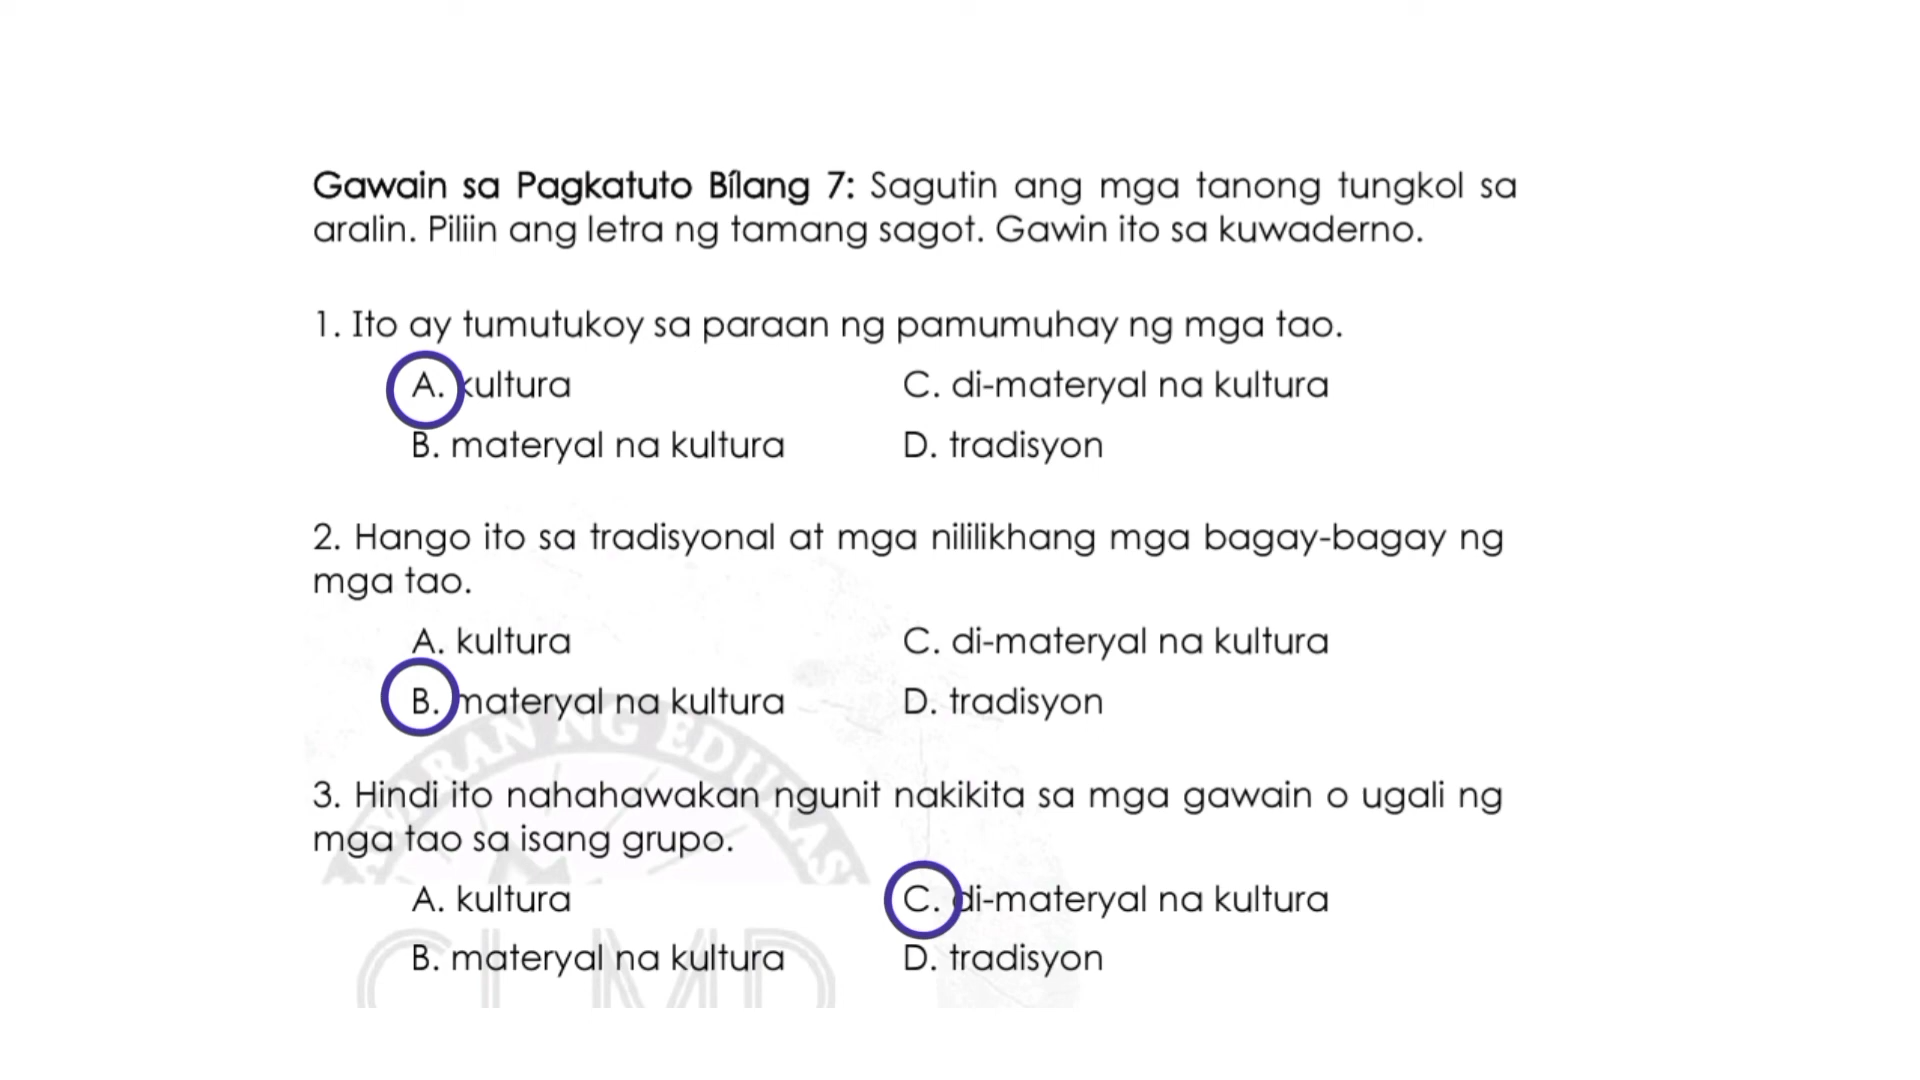 Gawain sa Pagkatuto Bílang 7: Sagutin ang mga tanong tungkol sa
aralin. Piliin ang letra ng tamang sagot. Gawin ito sa kuwaderno.
1. Ito ay tumutukoy sa paraan ng pamumuhay ng mga tao.
A. kultura C. di-materyal na kultura
B. materyal na kultura D. tradisyon
2. Hango ito sa tradisyonal at mga nililikhang mga bagay-bagay ng
mga tao.
A. kultura C. di-materyal na kultura
B. materyal na kultura D. tradisyon
3. Hindi ito nahahawakan ngunit nakikita sa mga gawain o ugali ng
mga tao sa isang grupo.
A. kultura C. di-materyal na kultura
B. materyal na kultura D. tradisyon